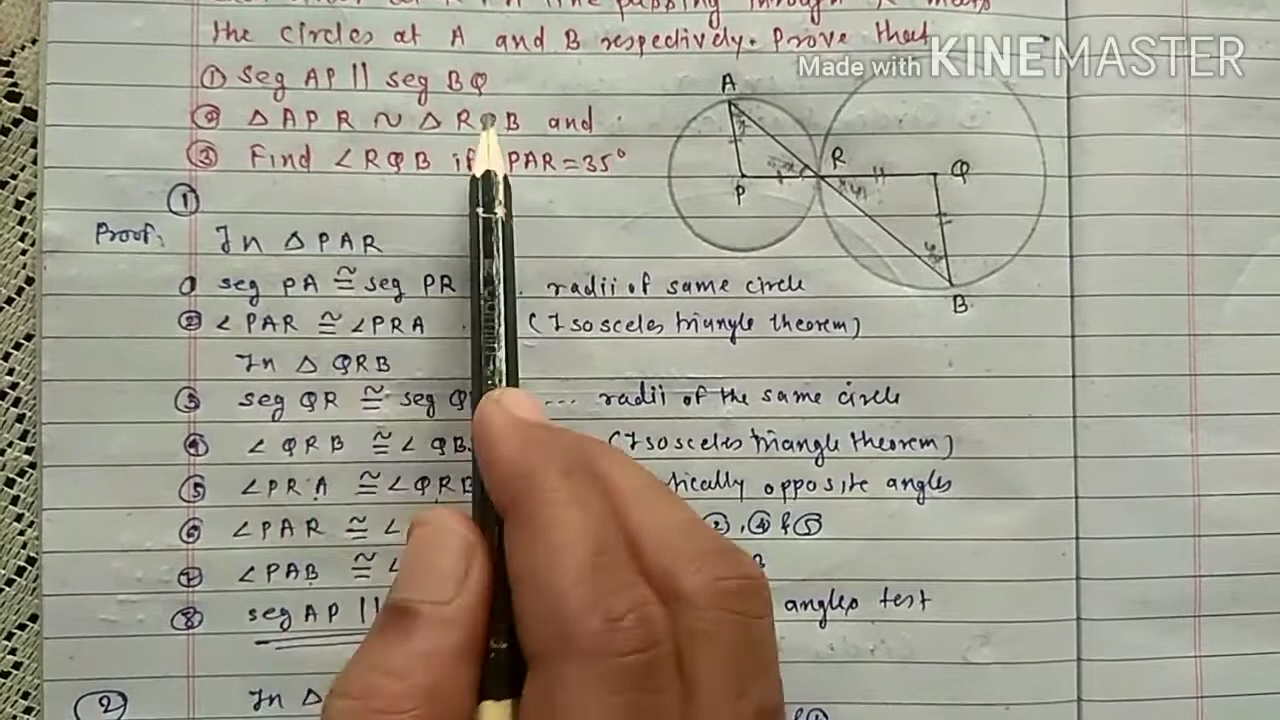 the circles at A and B respectively. Prove that
Made with KINEMASTER
① seg AP || seg BQ
② △ APR ~ △ RQB and
③ Find ∠RQB if PAR = 35°
A
R
P
Q
B
①
Proof: In △ PAR
① seg PA ≅ seg PR . radii of same circle
② ∠PAR ≅ ∠PRA . (Isosceles triangle theorem)
In △ QRB
③ seg QR ≅ seg Q ... radii of the same circle
④ ∠QRB ≅ ∠QB (Isosceles triangle theorem)
⑤ ∠PRA ≅ ∠QRB opposite angles
⑥ ∠PAR ≅ ∠ ②, ④ & ⑤
⑦ ∠PAB ≅ ∠ B
⑧ seg AP || angles test
② In △